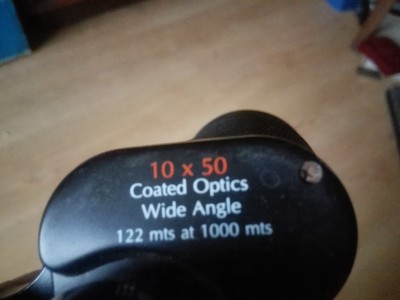 10 x 50
Coated Optics
Wide Angle
122 mts at 1000 mts